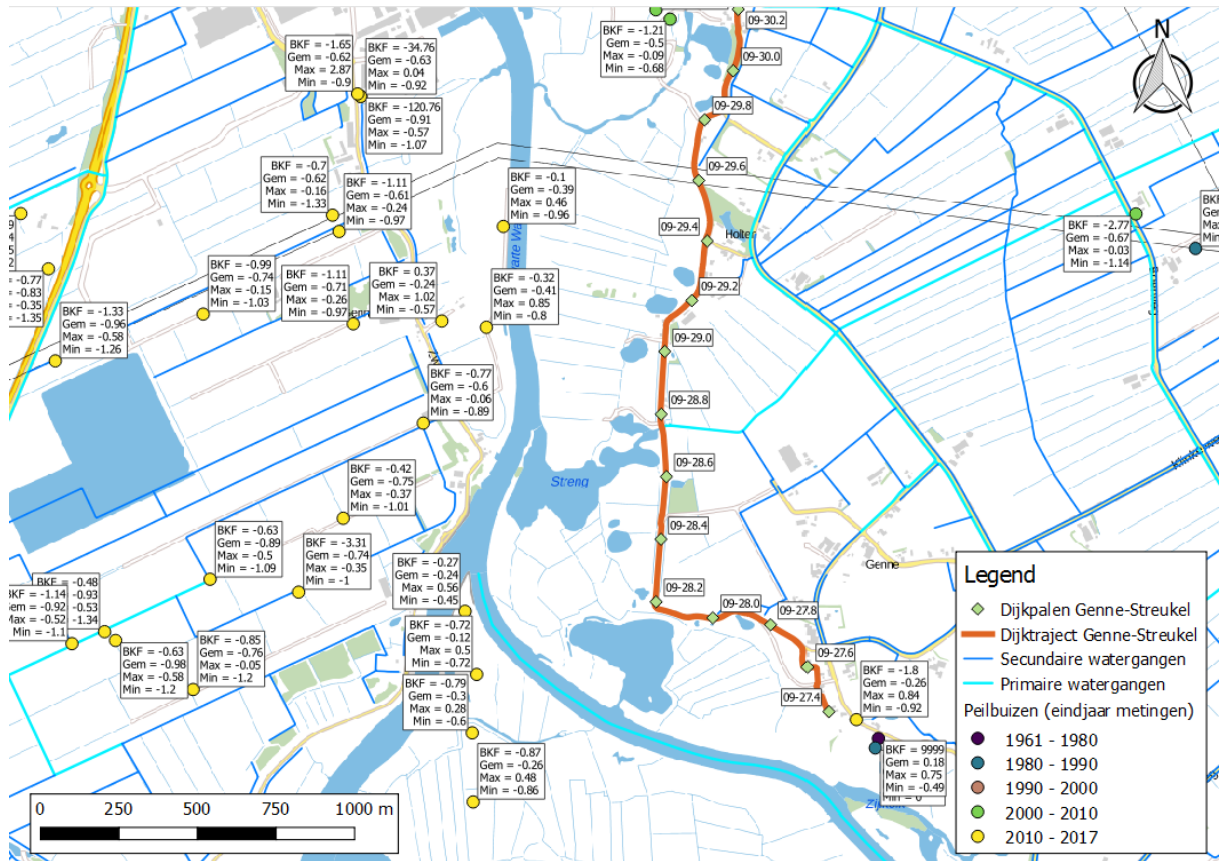 BKF = -1.65
Gem = -0.62
Max = 2.87
Min = -0.9
BKF = -34.76
Gem = -0.63
Max = 0.04
Min = -0.92
BKF = -120.76
Gem = -0.91
Max = -0.57
Min = -1.07
BKF = -1.21
Gem = -0.5
Max = -0.09
Min = -0.68
09-30.2
09-30.0
09-29.8
09-29.6
09-29.4
09-29.2
09-29.0
09-28.8
09-28.6
09-28.4
09-28.2
09-28.0
09-27.8
09-27.6
09-27.4
N
BKF = -0.7
Gem = -0.62
Max = -0.16
Min = -1.33
BKF = -1.11
Gem = -0.61
Max = -0.24
Min = -0.97
BKF = -0.1
Gem = -0.39
Max = 0.46
Min = -0.96
Holten
BKF = -2.77
Gem = -0.67
Max = -0.03
Min = -1.14
BKF = -0.99
Gem = -0.74
Max = -0.15
Min = -1.03
BKF = -1.11
Gem = -0.71
Max = -0.26
Min = -0.97
BKF = 0.37
Gem = -0.24
Max = 1.02
Min = -0.57
BKF = -0.32
Gem = -0.41
Max = 0.85
Min = -0.8
= -0.77
= -0.83
= -0.35
= -1.35
BKF = -1.33
Gem = -0.96
Max = -0.58
Min = -1.26
BKF = -0.77
Gem = -0.6
Max = -0.06
Min = -0.89
BKF = -0.42
Gem = -0.75
Max = -0.37
Min = -1.01
Streng
BKF = -0.63
Gem = -0.89
Max = -0.5
Min = -1.09
BKF = -3.31
Gem = -0.74
Max = -0.35
Min = -1
BKF = -0.27
Gem = -0.24
Max = 0.56
Min = -0.45
Genne
BKF = -0.48
= -0.93
= -0.53
= -1.34
= -1.14
= -0.92
= -0.52
= -1.1
BKF = -0.63
Gem = -0.98
Max = -0.58
Min = -1.2
BKF = -0.85
Gem = -0.76
Max = -0.05
Min = -1.2
BKF = -0.72
Gem = -0.12
Max = 0.5
Min = -0.72
BKF = -0.79
Gem = -0.3
Max = 0.28
Min = -0.6
BKF = -0.87
Gem = -0.26
Max = 0.48
Min = -0.86
BKF = -1.8
Gem = -0.26
Max = 0.84
Min = -0.92
BKF = 9999
Gem = 0.18
Max = 0.75
Min = -0.49
Min = 0
Legend
Dijkpalen Genne-Streukel
Dijktraject Genne-Streukel
Secundaire watergangen
Primaire watergangen
Peilbuizen (eindjaar metingen)
1961 - 1980
1980 - 1990
1990 - 2000
2000 - 2010
2010 - 2017
0 250 500 750 1000 m